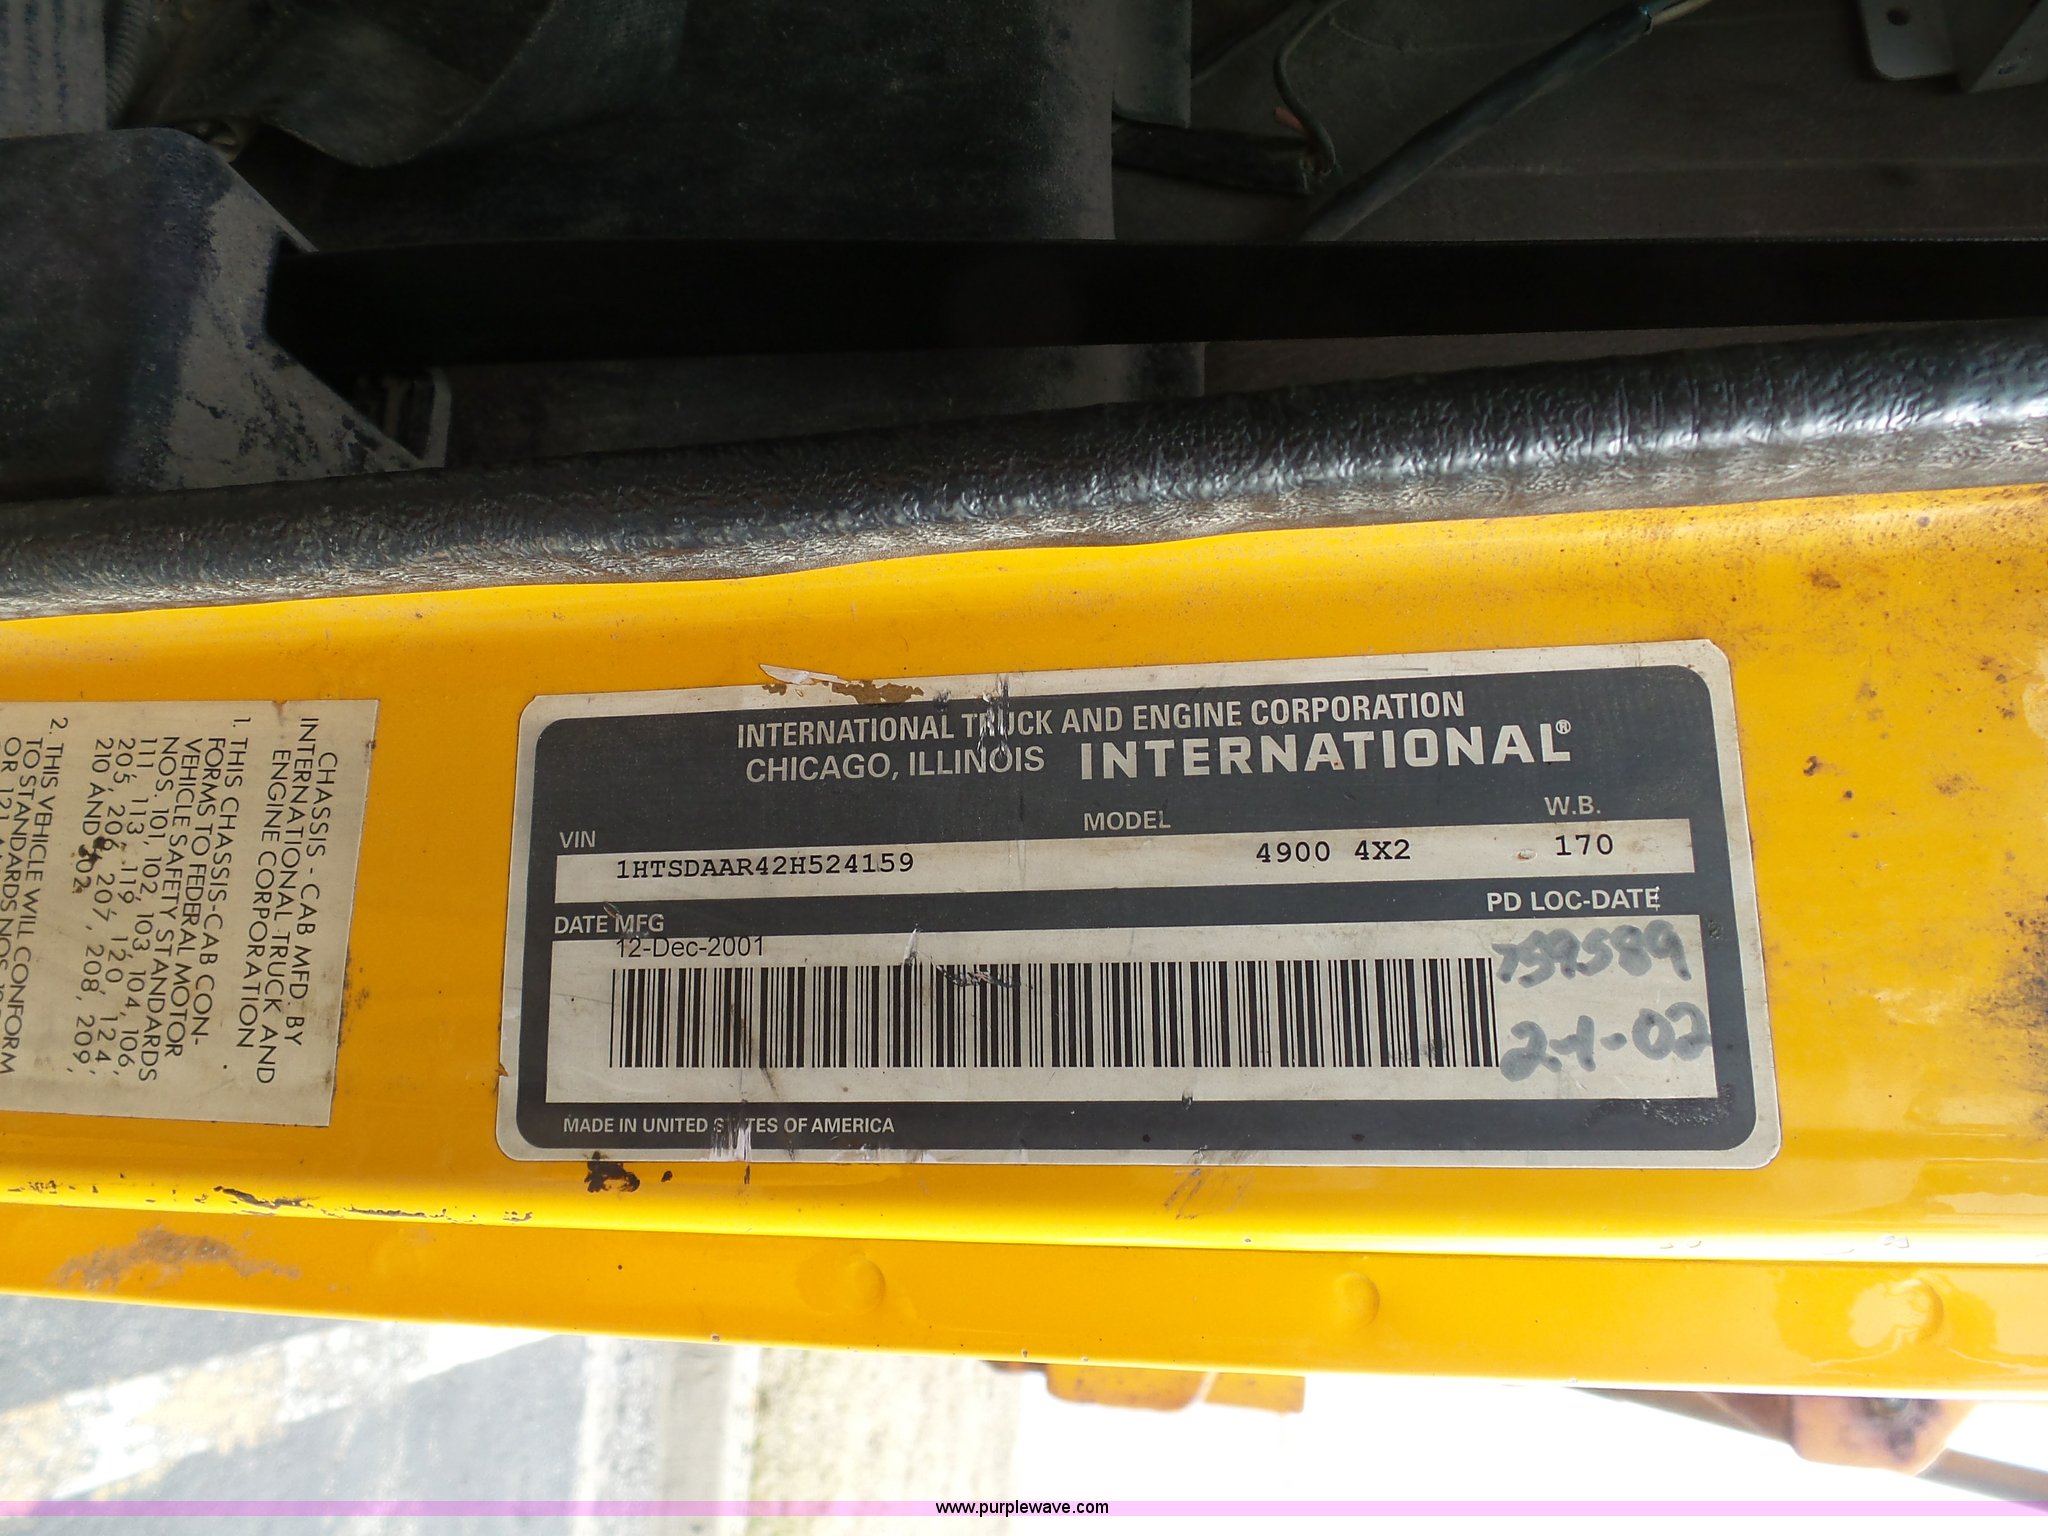 INTERNATIONAL TRUCK AND ENGINE CORPORATION
CHICAGO, ILLINOIS INTERNATIONAL®
VIN MODEL W.B.
1HTSDAAR42H524159 4900 4X2 170
DATE MFG PD LOC-DATE
12-Dec-2001
759589
2-1-02
MADE IN UNITED STATES OF AMERICA
CHASSIS - CAB MFD. BY
INTERNATIONAL TRUCK AND
ENGINE CORPORATION
1. THIS CHASSIS-CAB CON-
FORMS TO FEDERAL MOTOR
VEHICLE SAFETY STANDARDS
NOS. 101, 102, 103, 104, 106,
111, 113, 116, 119, 120, 124,
205, 206, 207, 208, 209,
210 AND 302.
2. THIS VEHICLE WILL CONFORM
TO STANDARDS NOS.
OR 121
www.purplewave.com